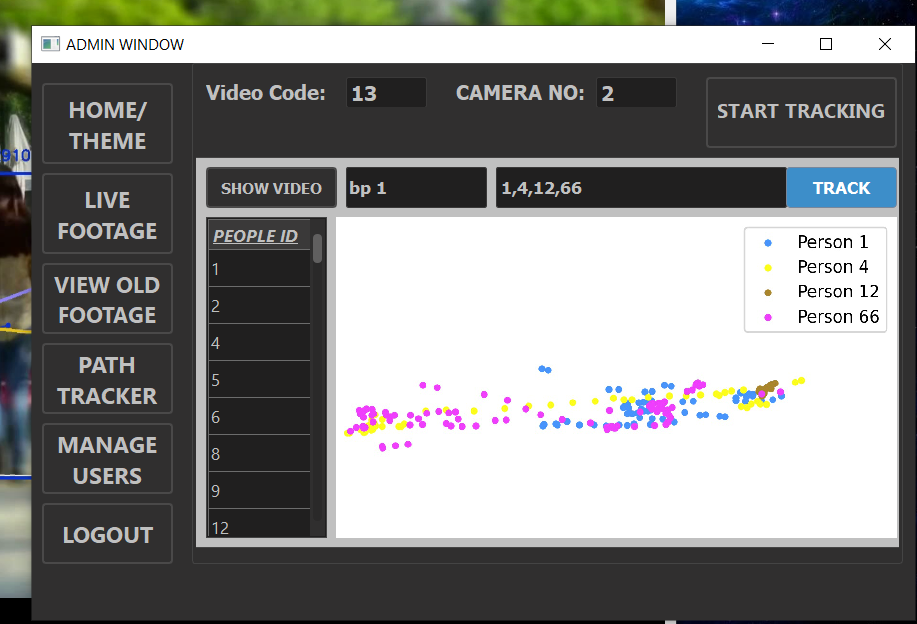 ADMIN WINDOW
910
HOME/
THEME
LIVE
FOOTAGE
VIEW OLD
FOOTAGE
PATH
TRACKER
MANAGE
USERS
LOGOUT
Video Code: 13 CAMERA NO: 2
START TRACKING
SHOW VIDEO bp 1 1,4,12,66 TRACK
PEOPLE ID
1
2
4
5
6
8
9
12
Person 1
Person 4
Person 12
Person 66